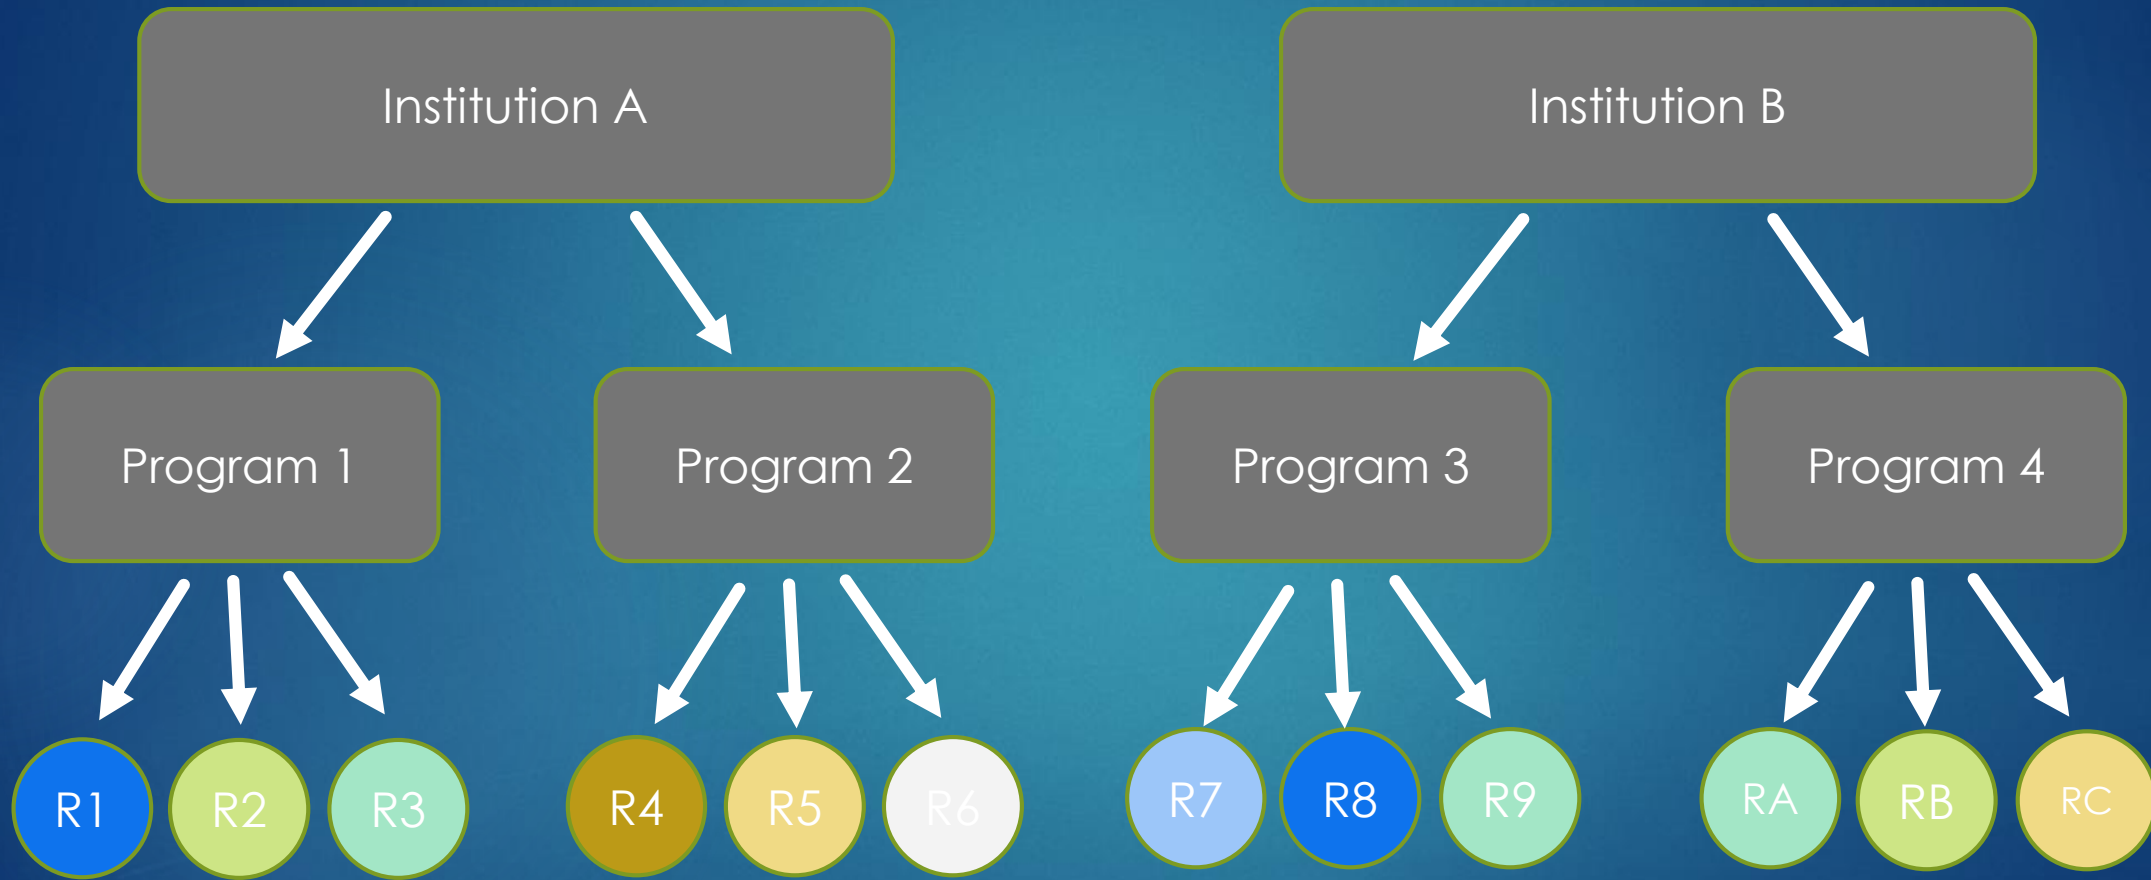 Institution A
Institution B
Program 1
Program 2
Program 3
Program 4
R1
R2
R3
R4
R5
R6
R7
R8
R9
RA
RB
RC